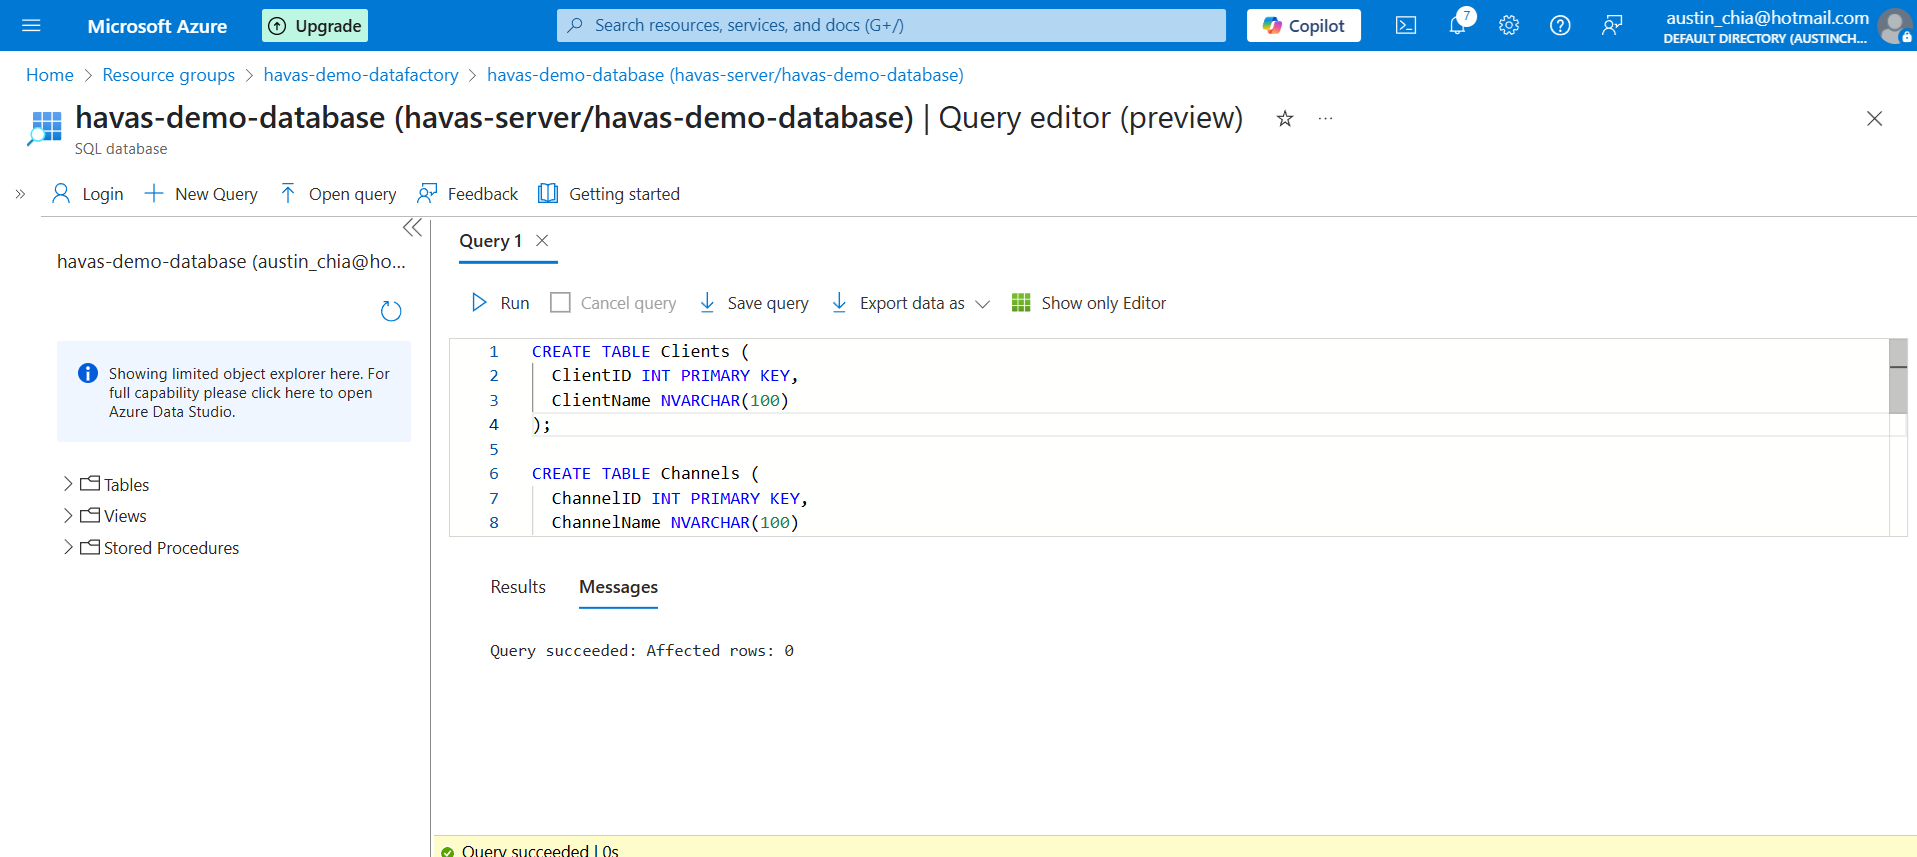 Microsoft Azure
Upgrade
Search resources, services, and docs (G+/)
Copilot
7
austin_chia@hotmail.com
DEFAULT DIRECTORY (AUSTINCH...
Home > Resource groups > havas-demo-datafactory > havas-demo-database (havas-server/havas-demo-database)
havas-demo-database (havas-server/havas-demo-database) | Query editor (preview)
SQL database
Login
New Query
Open query
Feedback
Getting started
havas-demo-database (austin_chia@ho...
Showing limited object explorer here. For
full capability please click here to open
Azure Data Studio.
Tables
Views
Stored Procedures
Query 1
Run
Cancel query
Save query
Export data as
Show only Editor
1 CREATE TABLE Clients (
2 ClientID INT PRIMARY KEY,
3 ClientName NVARCHAR(100)
4 );
5
6 CREATE TABLE Channels (
7 ChannelID INT PRIMARY KEY,
8 ChannelName NVARCHAR(100)
Results
Messages
Query succeeded: Affected rows: 0
Query succeeded | 0s